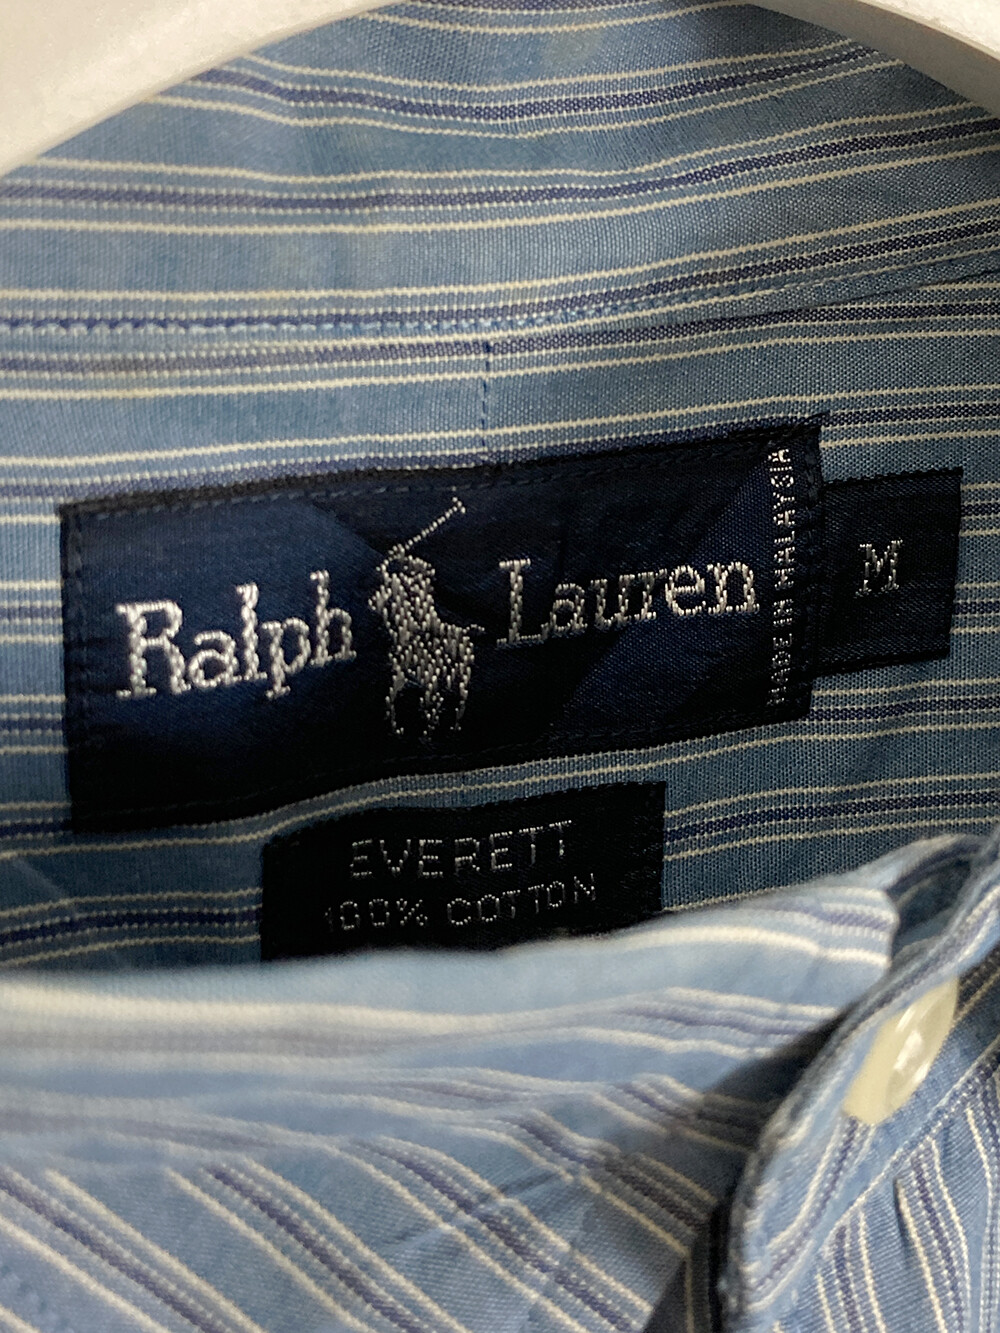 Ralph Lauren
MADE IN MALAYSIA
M
EVERETT
100% COTTON